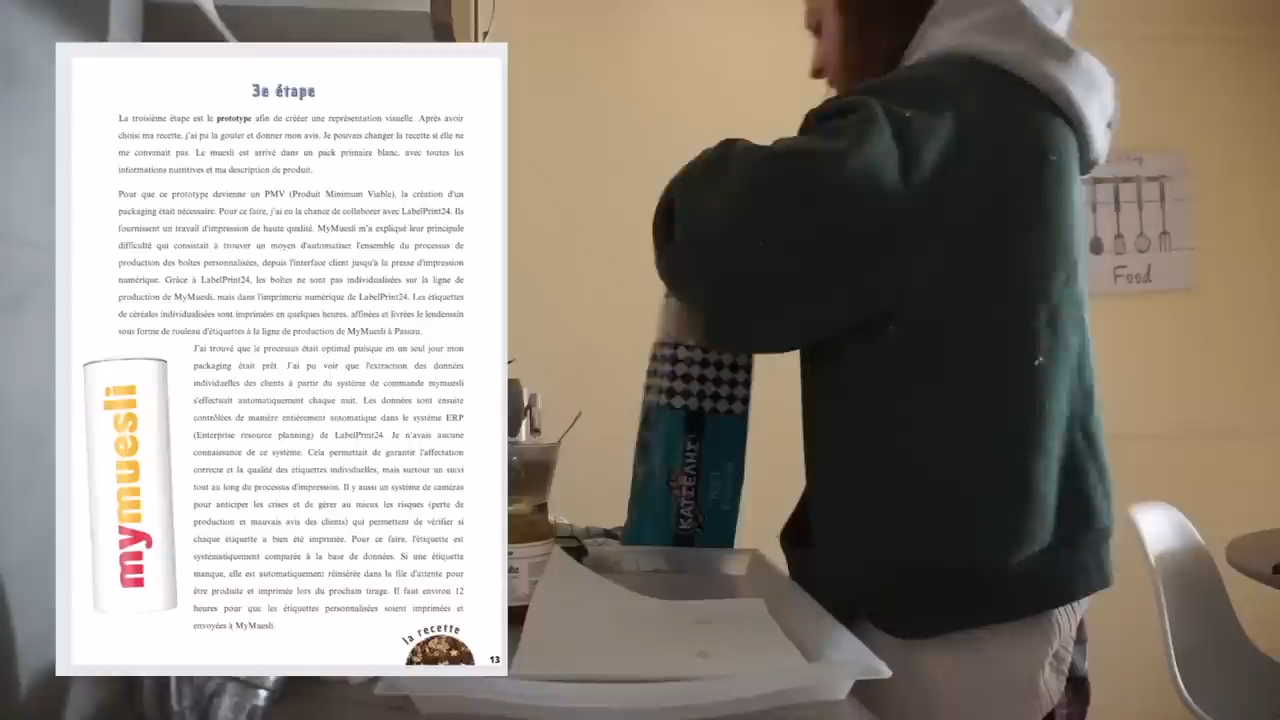 3e étape
La troisième étape est le prototype afin de crééer une représentation visuelle. Après avoir
choisi ma recette, j'ai pu la gouter et donner mon avis. Je pouvais changer la recette si elle ne
me convenait pas. Le muesli est arrivé dans un pack primaire blanc, avec toutes les
informations nutritives et ma description de produit.
Pour que ce prototype devienne un PMV (Produit Minimum Viable), la création d'un
packaging était nécessaire. Pour ce faire, j'ai eu la chance de collaborer avec LabelPrint24. Ils
fournissent un travail d'impression de haute qualité. MyMuesli m'a expliqué leur principale
difficulté qui consistait à trouver un moyen d'automatiser l'ensemble du processus de
production des boîtes personnalisées, depuis l'interface client jusqu'à la presse d'impression
numérique. Grâce à LabelPrint24, les boîtes ne sont pas individualisées sur la ligne de
production de MyMuesli, mais dans l'imprimerie numérique de LabelPrint24. Les étiquettes
de céréales individualisées sont imprimées en quelques heures, affinées et livrées le lendemain
sous forme de rouleau d'étiquettes à la ligne de production de MyMuesli à Passau.
J'ai trouvé que le processus était optimal puisque en un seul jour mon
packaging était prêt. J'ai pu voir que l'extraction des données
individuelles des clients à partir du système de commande mymuesli
s'effectuait automatiquement chaque nuit. Les données sont ensuite
contrôlées de manière entièrement automatique dans le système ERP
(Enterprise resource planning) de LabelPrint24. Je n'avais aucune
connaissance de ce système. Cela permettait de garantir l'affectation
correcte et la qualité des étiquettes individuelles, mais surtout un suivi
tout au long du processus d'impression. Il y aussi un système de caméras
pour anticiper les crises et de gérer au mieux les risques (perte de
production et mauvais avis des clients) qui permettent de vérifier si
chaque étiquette a bien été imprimée. Pour ce faire, l'étiquette est
systématiquement comparée à la base de données. Si une étiquette
manque, elle est automatiquement réinsérée dans la file d'attente pour
être produite et imprimée lors du prochain tirage. Il faut environ 12
heures pour que les étiquettes personnalisées soient imprimées et
envoyées à MyMuesli.
mymuesli
la recette
13
ΚΑΤΣΕΛΗΣ
Food